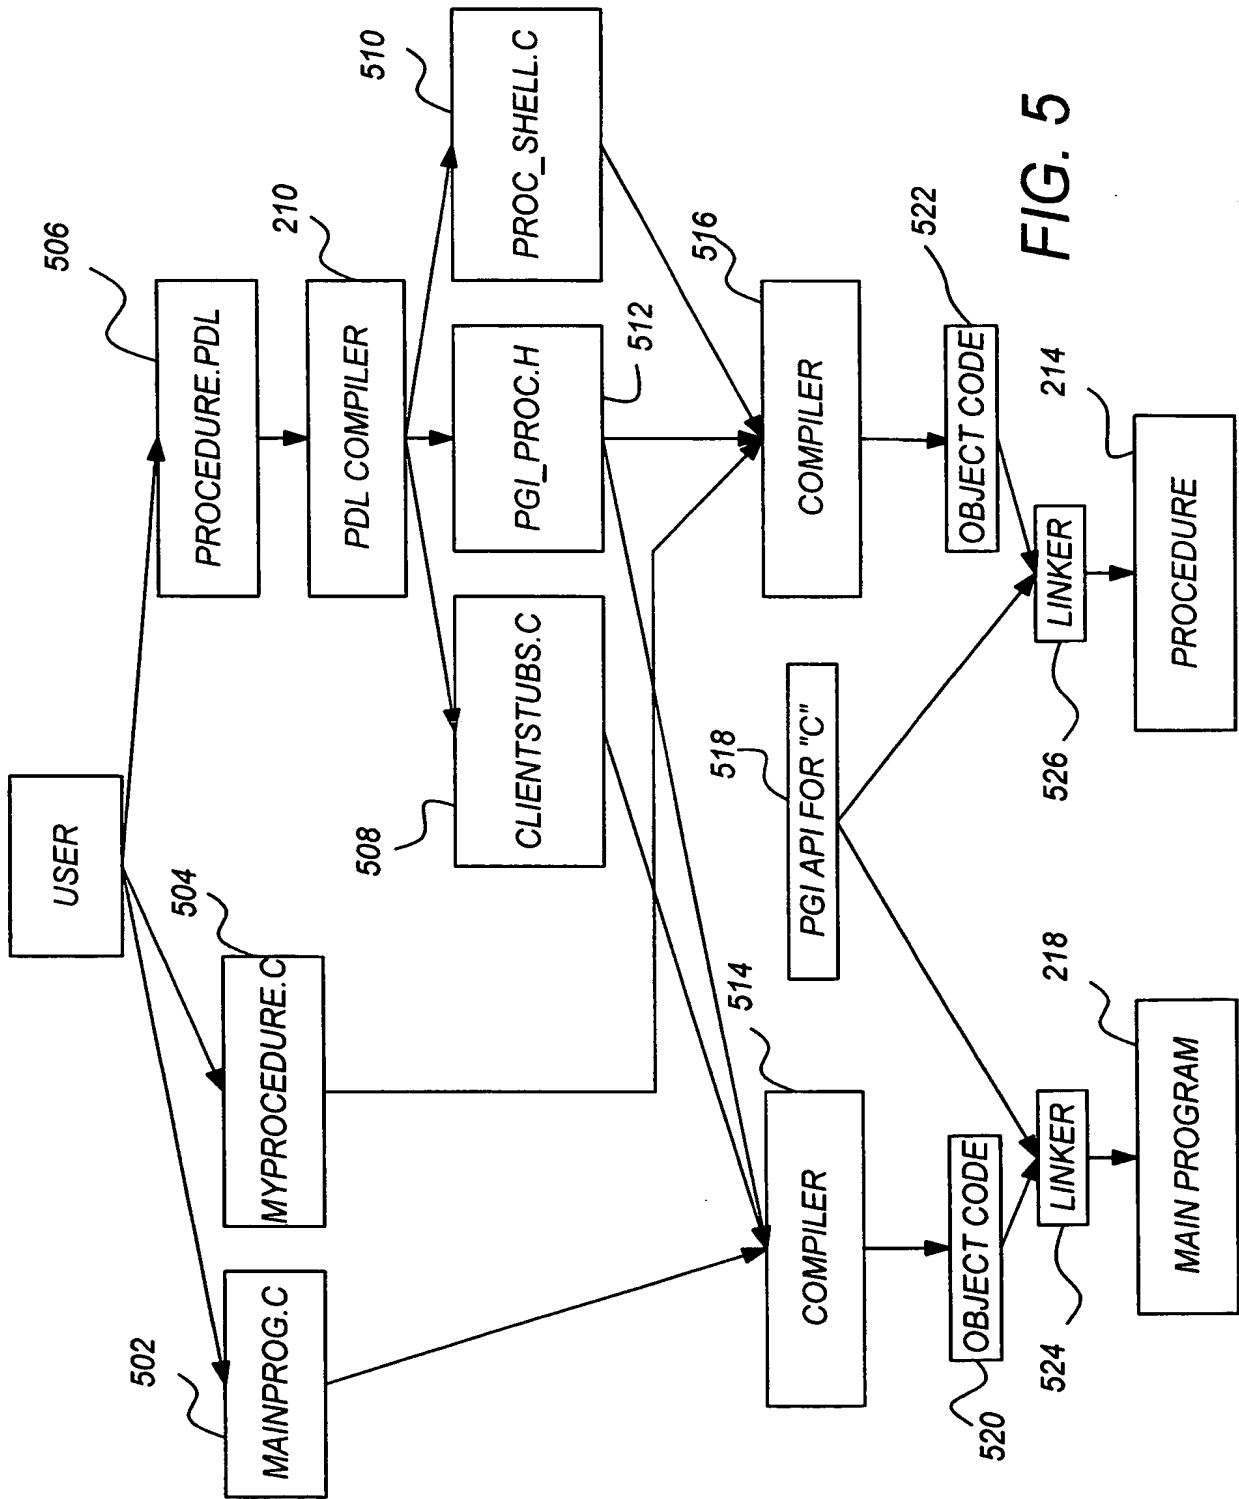 USER
506
PROCEDURE.PDL
502
MAINPROG.C
504
MYPROCEDURE.C
210
PDL COMPILER
508
CLIENTSTUBS.C
PGI_PROC.H
512
510
PROC_SHELL.C
514
COMPILER
518
PGI API FOR "C"
516
COMPILER
520
OBJECT CODE
522
OBJECT CODE
524
LINKER
526
LINKER
218
MAIN PROGRAM
214
PROCEDURE
FIG. 5